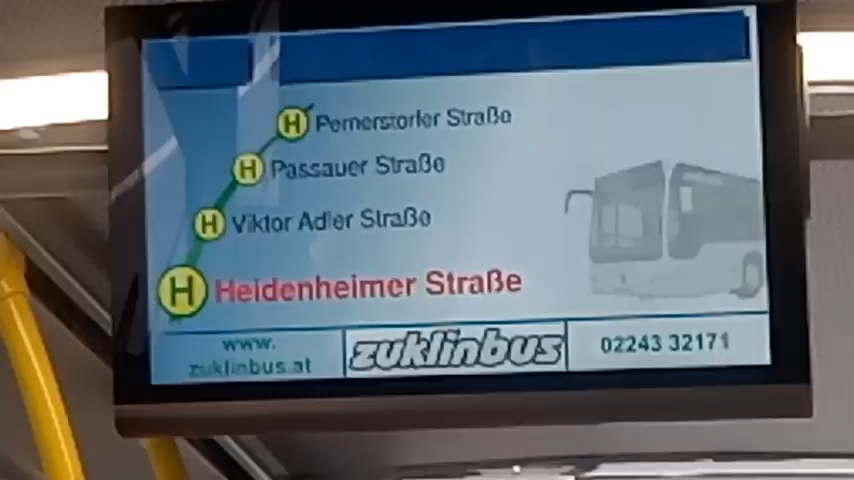 H Pernerstorfer Straße
H Passauer Straße
H Viktor Adler Straße
H Heidenheimer Straße
www.
zuklinbus.at
zuklinbus
02243 32171